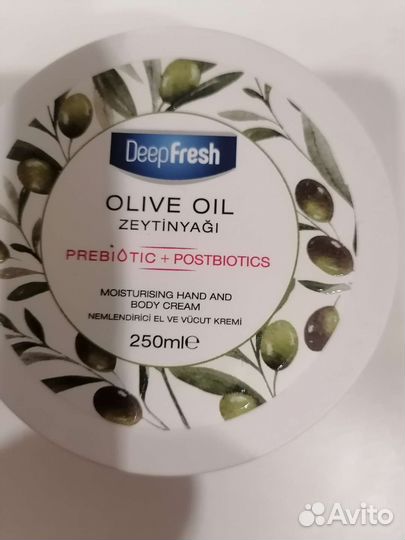 DeepFresh
OLIVE OIL
ZEYTİNYAĞI
PREBIOTIC + POSTBIOTICS
MOISTURISING HAND AND
BODY CREAM
NEMLENDİRİCİ EL VE VÜCUT KREMİ
250ml℮
Avito